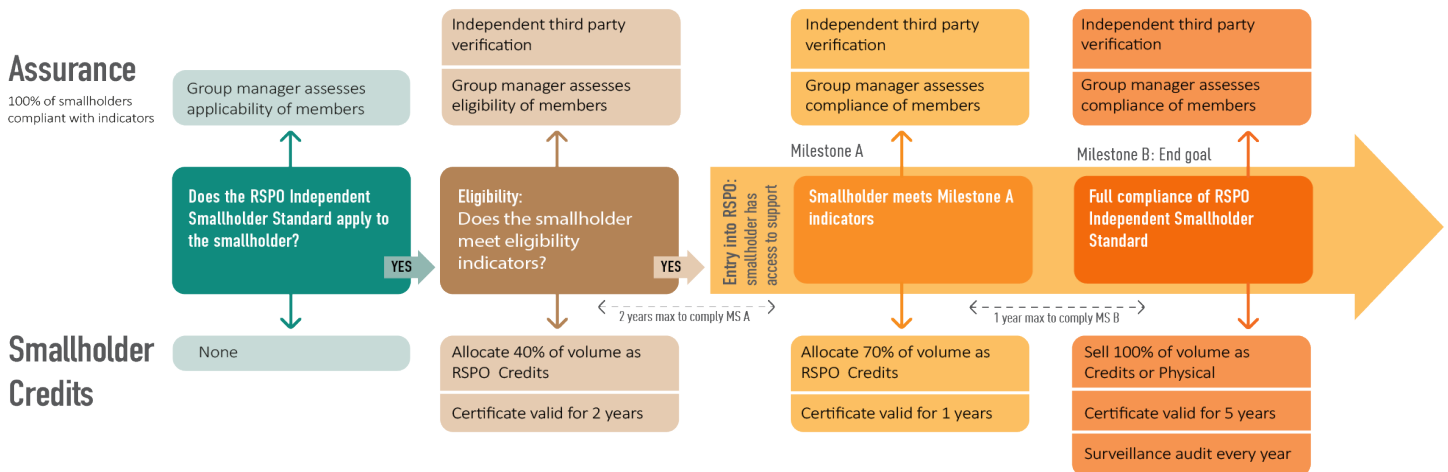 Assurance
100% of smallholders
compliant with indicators
Group manager assesses
applicability of members
Independent third party
verification
Group manager assesses
eligibility of members
Independent third party
verification
Group manager assesses
compliance of members
Independent third party
verification
Group manager assesses
compliance of members
Does the RSPO Independent
Smallholder Standard apply to
the smallholder?
YES
Eligibility:
Does the smallholder
meet eligibility
indicators?
YES
Entry into RSPO:
smallholder has
access to support
Milestone A
Smallholder meets Milestone A
indicators
Milestone B: End goal
Full compliance of RSPO
Independent Smallholder
Standard
2 years max to comply MS A
1 year max to comply MS B
Smallholder
Credits
None
Allocate 40% of volume as
RSPO Credits
Certificate valid for 2 years
Allocate 70% of volume as
RSPO Credits
Certificate valid for 1 years
Sell 100% of volume as
Credits or Physical
Certificate valid for 5 years
Surveillance audit every year